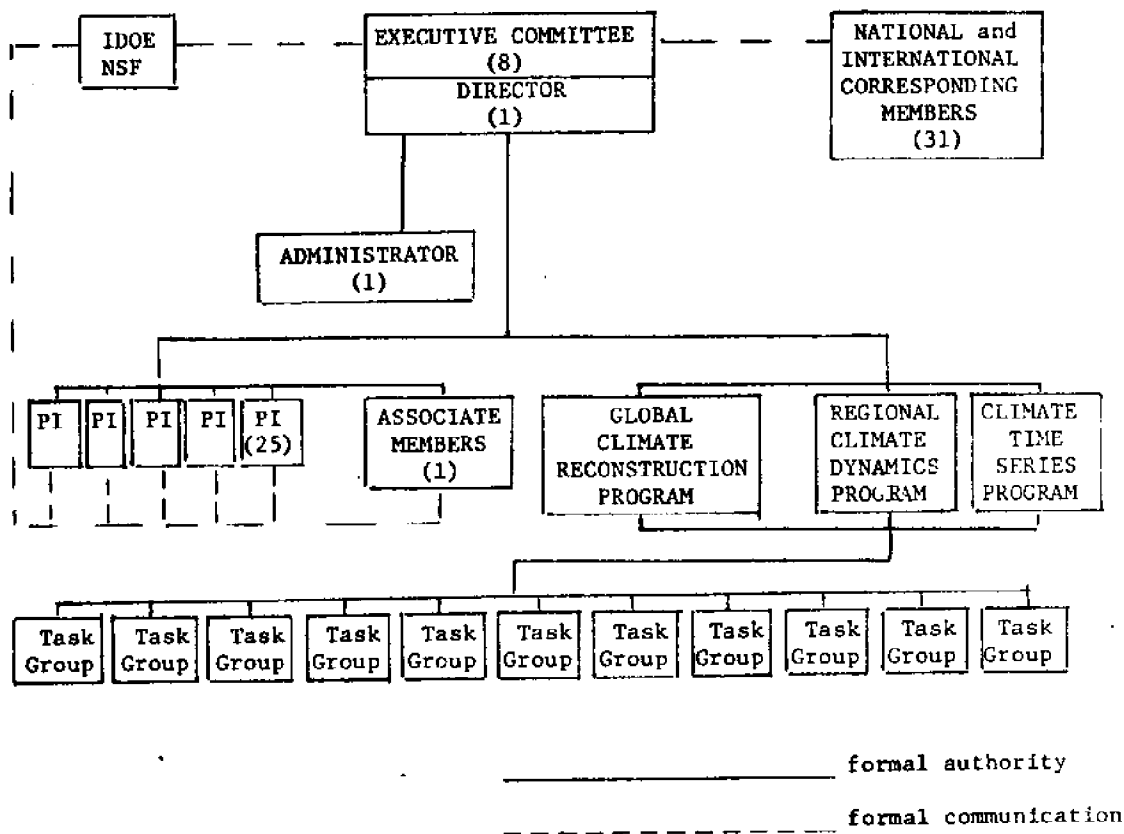 IDOE
NSF
EXECUTIVE COMMITTEE
(8)
DIRECTOR
(1)
NATIONAL and
INTERNATIONAL
CORRESPONDING
MEMBERS
(31)
ADMINISTRATOR
(1)
PI
PI
PI
PI
PI
(25)
ASSOCIATE
MEMBERS
(1)
GLOBAL
CLIMATE
RECONSTRUCTION
PROGRAM
REGIONAL
CLIMATE
DYNAMICS
PROGRAM
CLIMATE
TIME
SERIES
PROGRAM
Task
Group
Task
Group
Task
Group
Task
Group
Task
Group
Task
Group
Task
Group
Task
Group
Task
Group
Task
Group
Task
Group
formal authority
formal communication